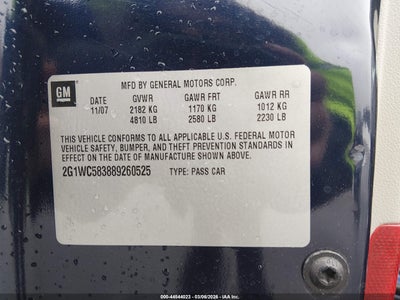 GM
MFD BY GENERAL MOTORS CORP.
DATE GVWR GAWR FRT GAWR RR
11/07 2182 KG 1170 KG 1012 KG
4810 LB 2580 LB 2230 LB
THIS VEHICLE CONFORMS TO ALL APPLICABLE U.S. FEDERAL MOTOR
VEHICLE SAFETY, BUMPER, AND THEFT PREVENTION STANDARDS IN
EFFECT ON THE DATE OF MANUFACTURE SHOWN ABOVE.
2G1WC583889260525 TYPE: PASS CAR
000-44544023 — 01/06/2026 — IAA Inc.